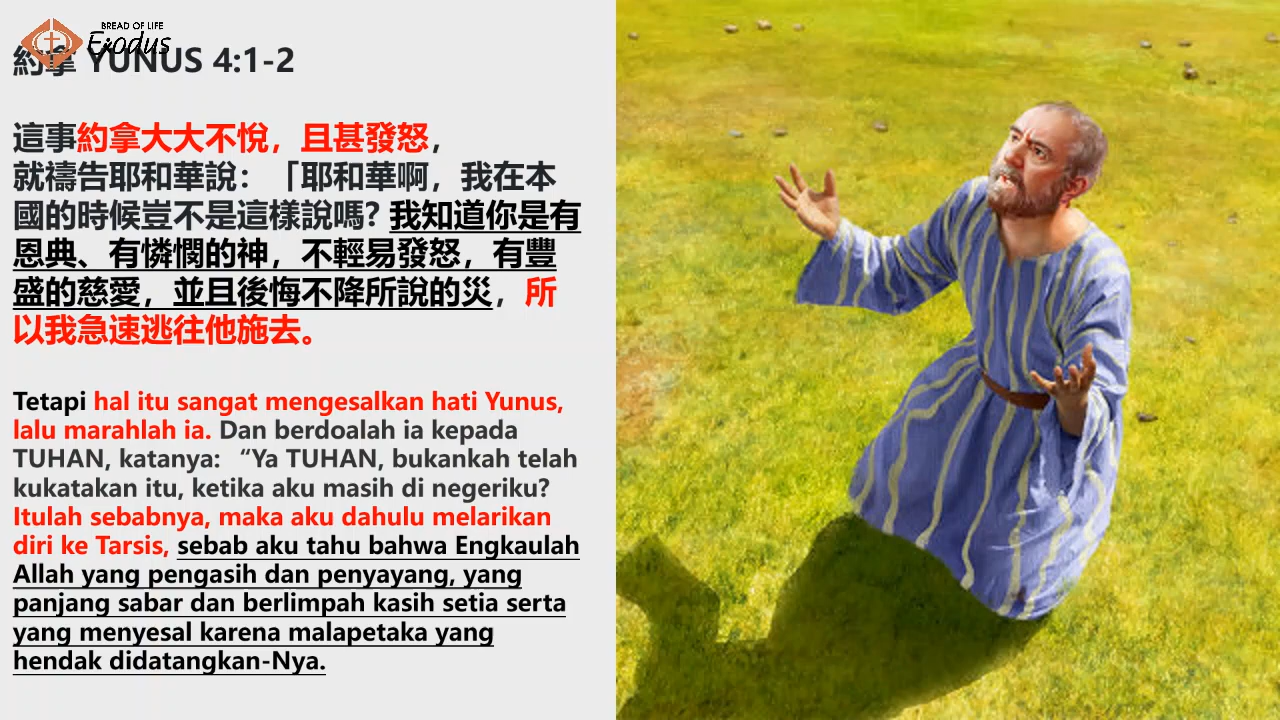 BREAD OF LIFE
Exodus
約拿 YUNUS 4:1-2
這事約拿大大不悅，且甚發怒，
就禱告耶和華說：「耶和華啊，我在本
國的時候豈不是這樣說嗎? 我知道你是有
恩典、有憐憫的神，不輕易發怒，有豐
盛的慈愛，並且後悔不降所說的災，所
以我急速逃往他施去。
Tetapi hal itu sangat mengesalkan hati Yunus,
lalu marahlah ia. Dan berdoalah ia kepada
TUHAN, katanya: “Ya TUHAN, bukankah telah
kukatakan itu, ketika aku masih di negeriku?
Itulah sebabnya, maka aku dahulu melarikan
diri ke Tarsis, sebab aku tahu bahwa Engkaulah
Allah yang pengasih dan penyayang, yang
panjang sabar dan berlimpah kasih setia serta
yang menyesal karena malapetaka yang
hendak didatangkan-Nya.